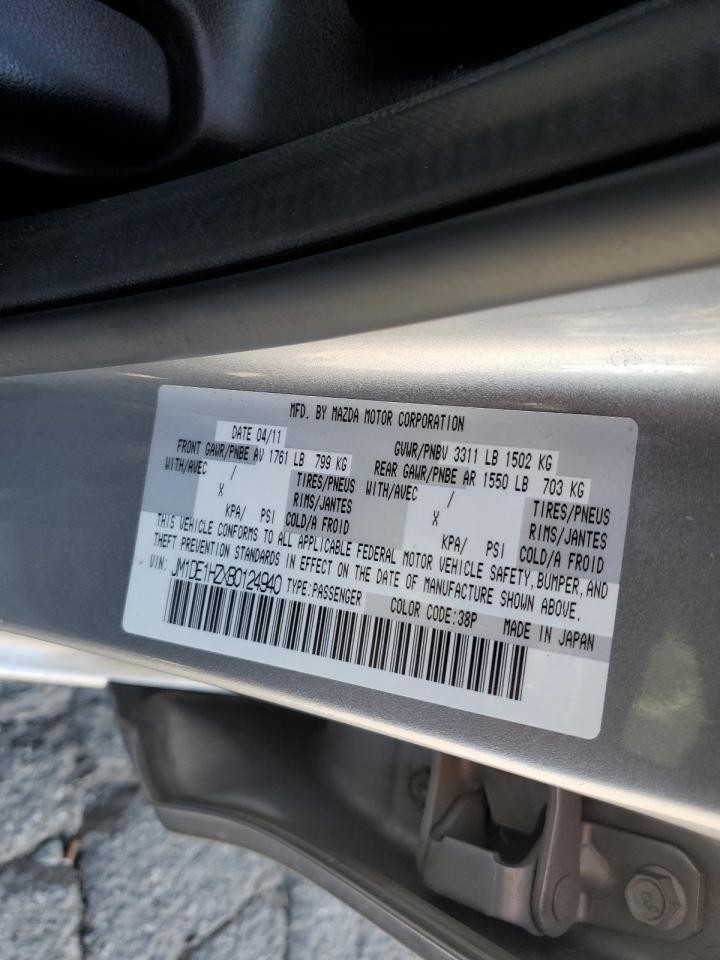 MFD. BY MAZDA MOTOR CORPORATION
DATE 04/11 GVWR/PNBV 3311 LB 1502 KG
FRONT GAWR/PNBE AV 1761 LB 799 KG REAR GAWR/PNBE AR 1550 LB 703 KG
WITH/AVEC / TIRES/PNEUS WITH/AVEC / TIRES/PNEUS
X RIMS/JANTES X RIMS/JANTES
KPA/ PSI COLD/A FROID KPA/ PSI COLD/A FROID
THIS VEHICLE CONFORMS TO ALL APPLICABLE FEDERAL MOTOR VEHICLE SAFETY, BUMPER, AND
THEFT PREVENTION STANDARDS IN EFFECT ON THE DATE OF MANUFACTURE SHOWN ABOVE.
VIN: JM1DE1HZXB0124940 TYPE:PASSENGER COLOR CODE:38P MADE IN JAPAN